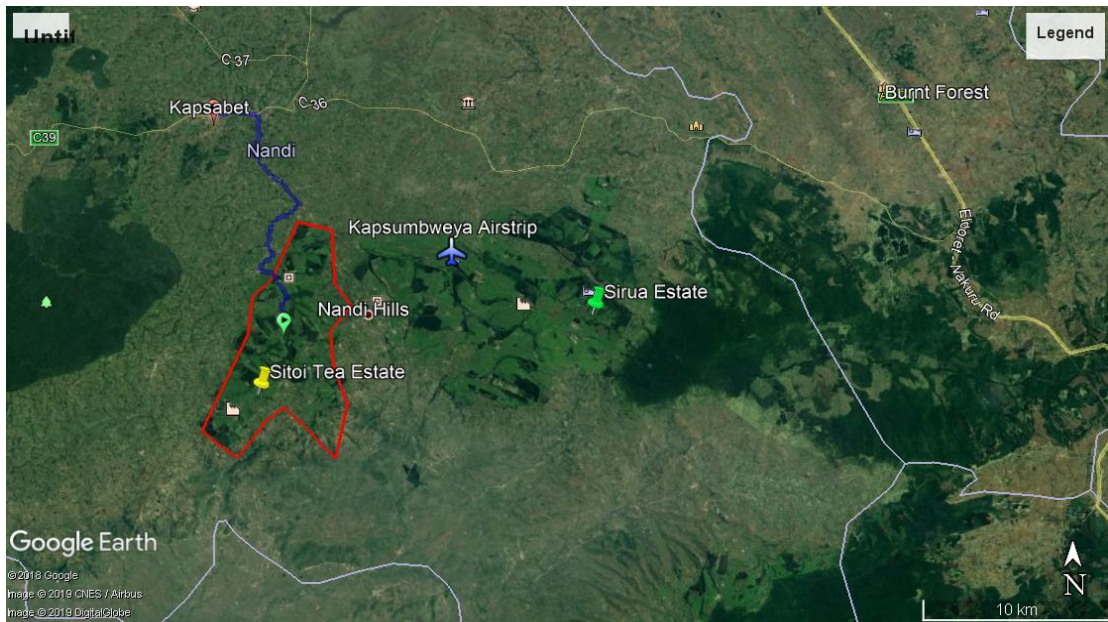 Until
Legend
C 37
Kapsabet
C 36
Burnt Forest
C39
Nandi
Kapsumbweya Airstrip
Eldoret Nakuru Rd
Sirua Estate
Nandi Hills
Sitoi Tea Estate
Google Earth
©2018 Google
Image © 2019 CNES / Airbus
Image © 2019 DigitalGlobe
N
10 km